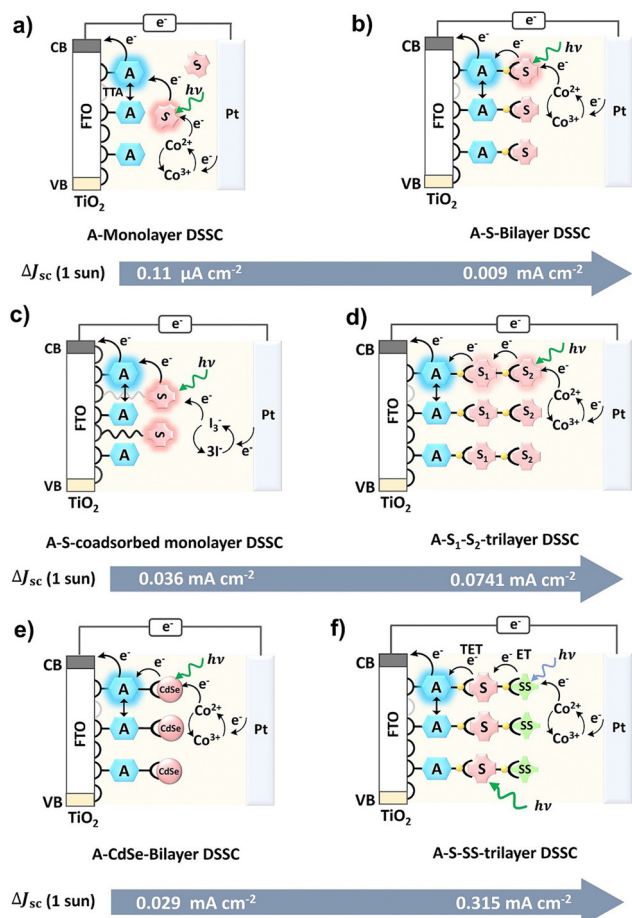 a)
e⁻
CB
e⁻
A
e⁻
S
TTA
hν
A
S
e⁻
FTO
Pt
Co²⁺
A
e⁻
Co³⁺
VB
TiO₂
A-Monolayer DSSC
b)
e⁻
CB
e⁻
e⁻
hν
A
S
e⁻
Co²⁺
A
S
FTO
Co³⁺
e⁻
Pt
A
S
VB
TiO₂
A-S-Bilayer DSSC
ΔJsc (1 sun) 0.11 μA cm⁻² 0.009 mA cm⁻²
c)
e⁻
CB
e⁻
e⁻
hν
A
S
e⁻
A
I₃⁻
FTO
S
3I⁻
e⁻
Pt
A
VB
TiO₂
A-S-coadsorbed monolayer DSSC
d)
e⁻
CB
e⁻
e⁻
e⁻
hν
A
S₁
S₂
e⁻
Co²⁺
A
S₁
S₂
FTO
Co³⁺
e⁻
Pt
A
S₁
S₂
VB
TiO₂
A-S₁-S₂-trilayer DSSC
ΔJsc (1 sun) 0.036 mA cm⁻² 0.0741 mA cm⁻²
e)
e⁻
CB
e⁻
e⁻
hν
A
CdSe
e⁻
Co²⁺
A
CdSe
FTO
Co³⁺
e⁻
Pt
A
CdSe
VB
TiO₂
A-CdSe-Bilayer DSSC
f)
e⁻
CB
TET
ET
e⁻
e⁻
e⁻
hν
A
S
SS
e⁻
Co²⁺
A
S
SS
FTO
Co³⁺
e⁻
Pt
A
S
SS
VB
hν
TiO₂
A-S-SS-trilayer DSSC
ΔJsc (1 sun) 0.029 mA cm⁻² 0.315 mA cm⁻²